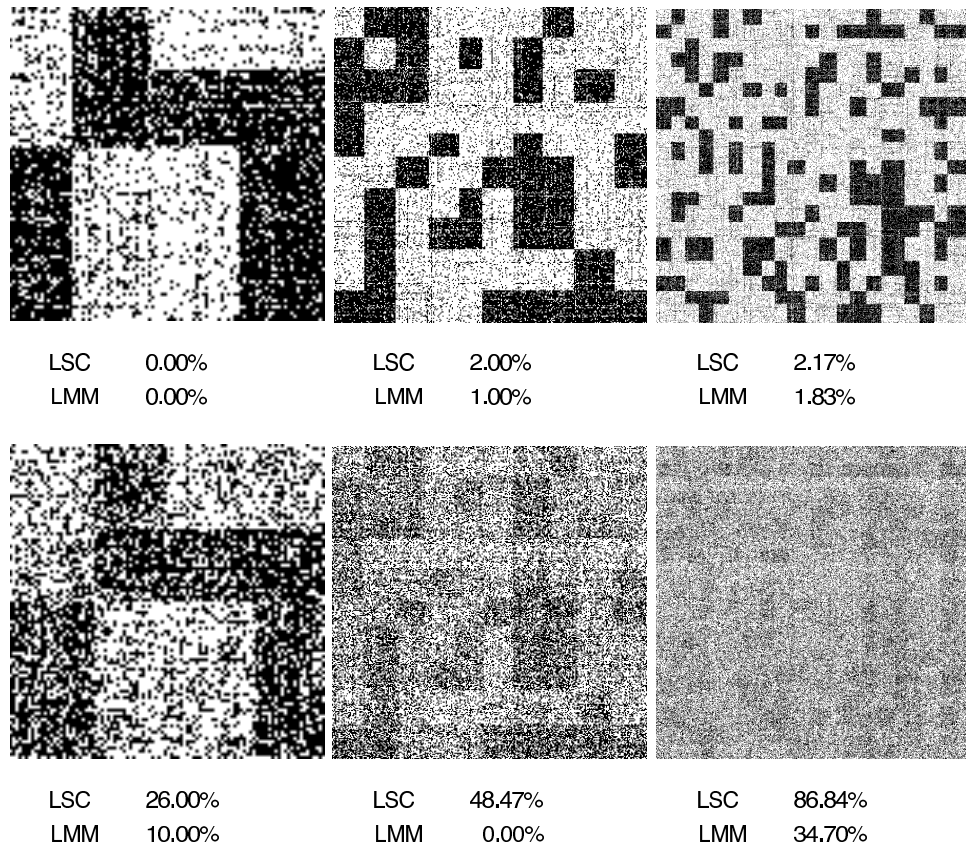 LSC 0.00% LSC 2.00% LSC 2.17%
LMM 0.00% LMM 1.00% LMM 1.83%
LSC 26.00% LSC 48.47% LSC 86.84%
LMM 10.00% LMM 0.00% LMM 34.70%